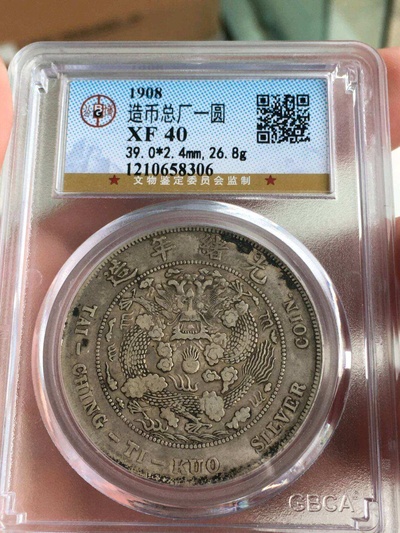 1908
造币总厂一圆
XF 40
39.0*2.4mm,26.8g
1210658306
★ 文物鉴定委员会监制 ★
造年緒光
TAI-CHING-TI-KUO SILVER COIN.
GBCA